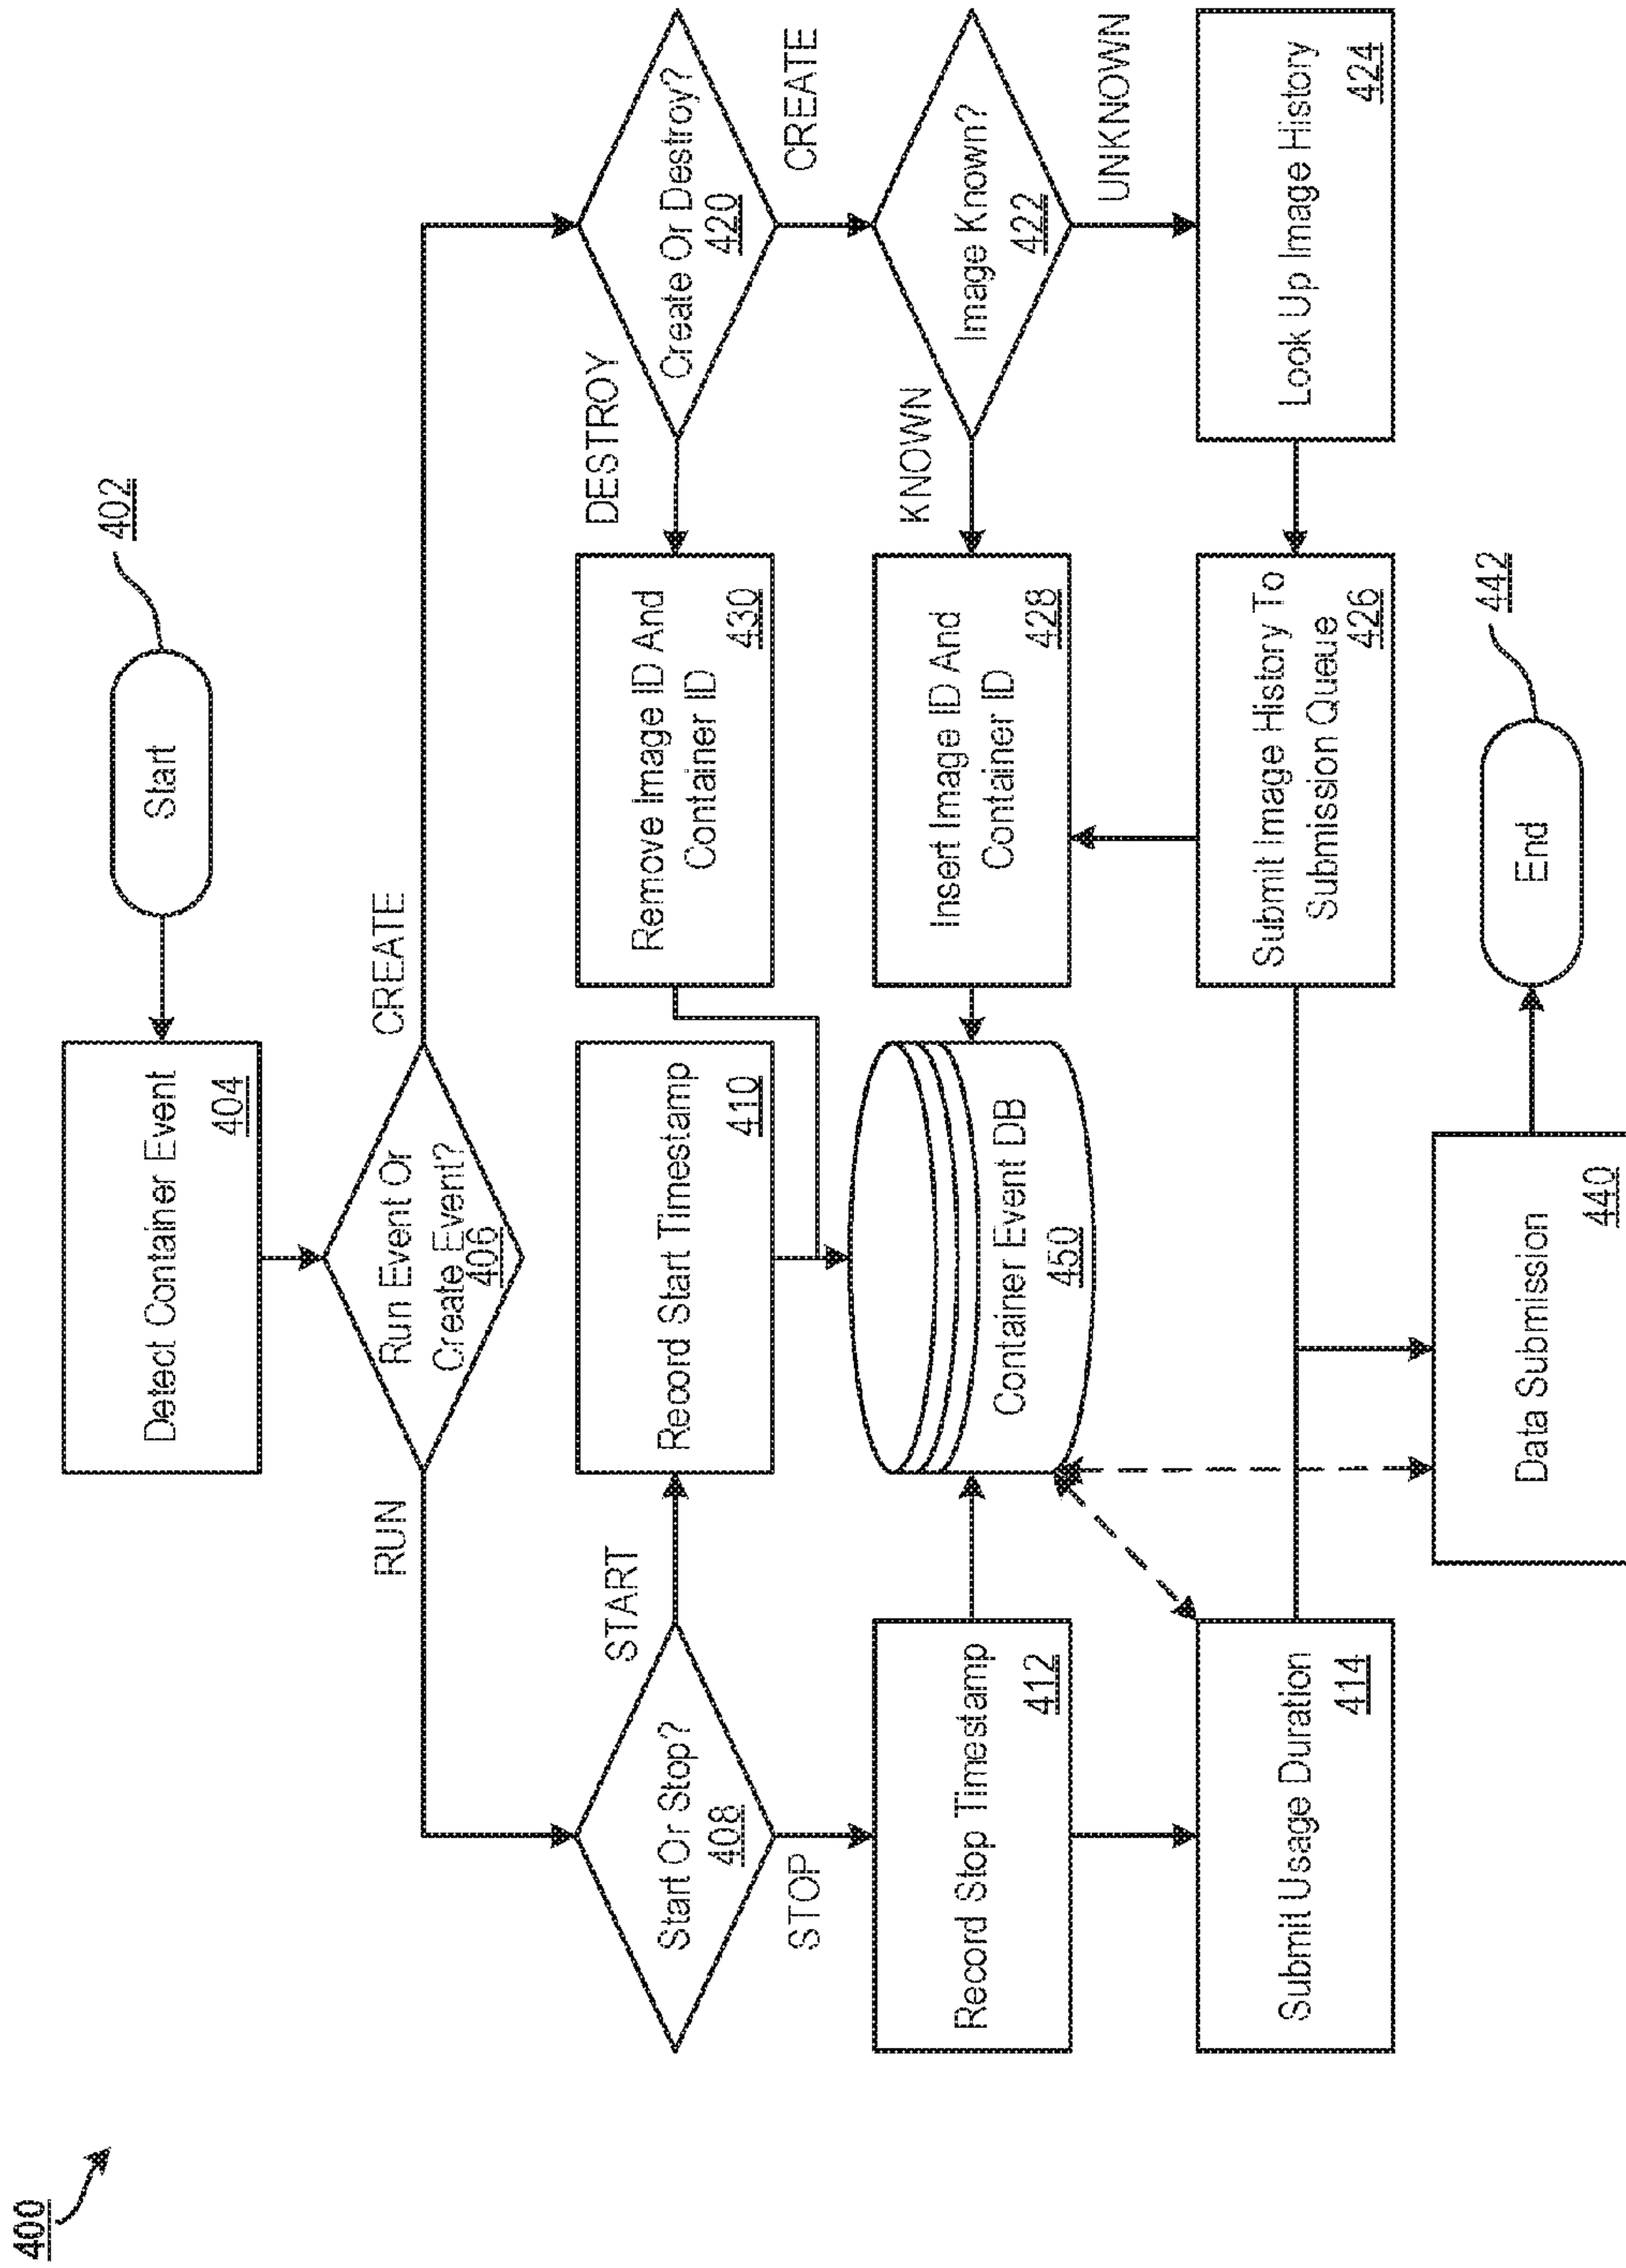 400
Start
402
Detect Container Event
404
Run Event Or
Create Event?
406
RUN
CREATE
Start Or Stop?
408
START
STOP
Record Start Timestamp
410
Remove Image ID And
Container ID
430
DESTROY
Create Or Destroy?
420
CREATE
Record Stop Timestamp
412
Container Event DB
450
Insert Image ID And
Container ID
428
KNOWN
Image Known?
422
UNKNOWN
Submit Usage Duration
414
Submit Image History To
Submission Queue
426
Look Up Image History
424
Data Submission
440
End
442